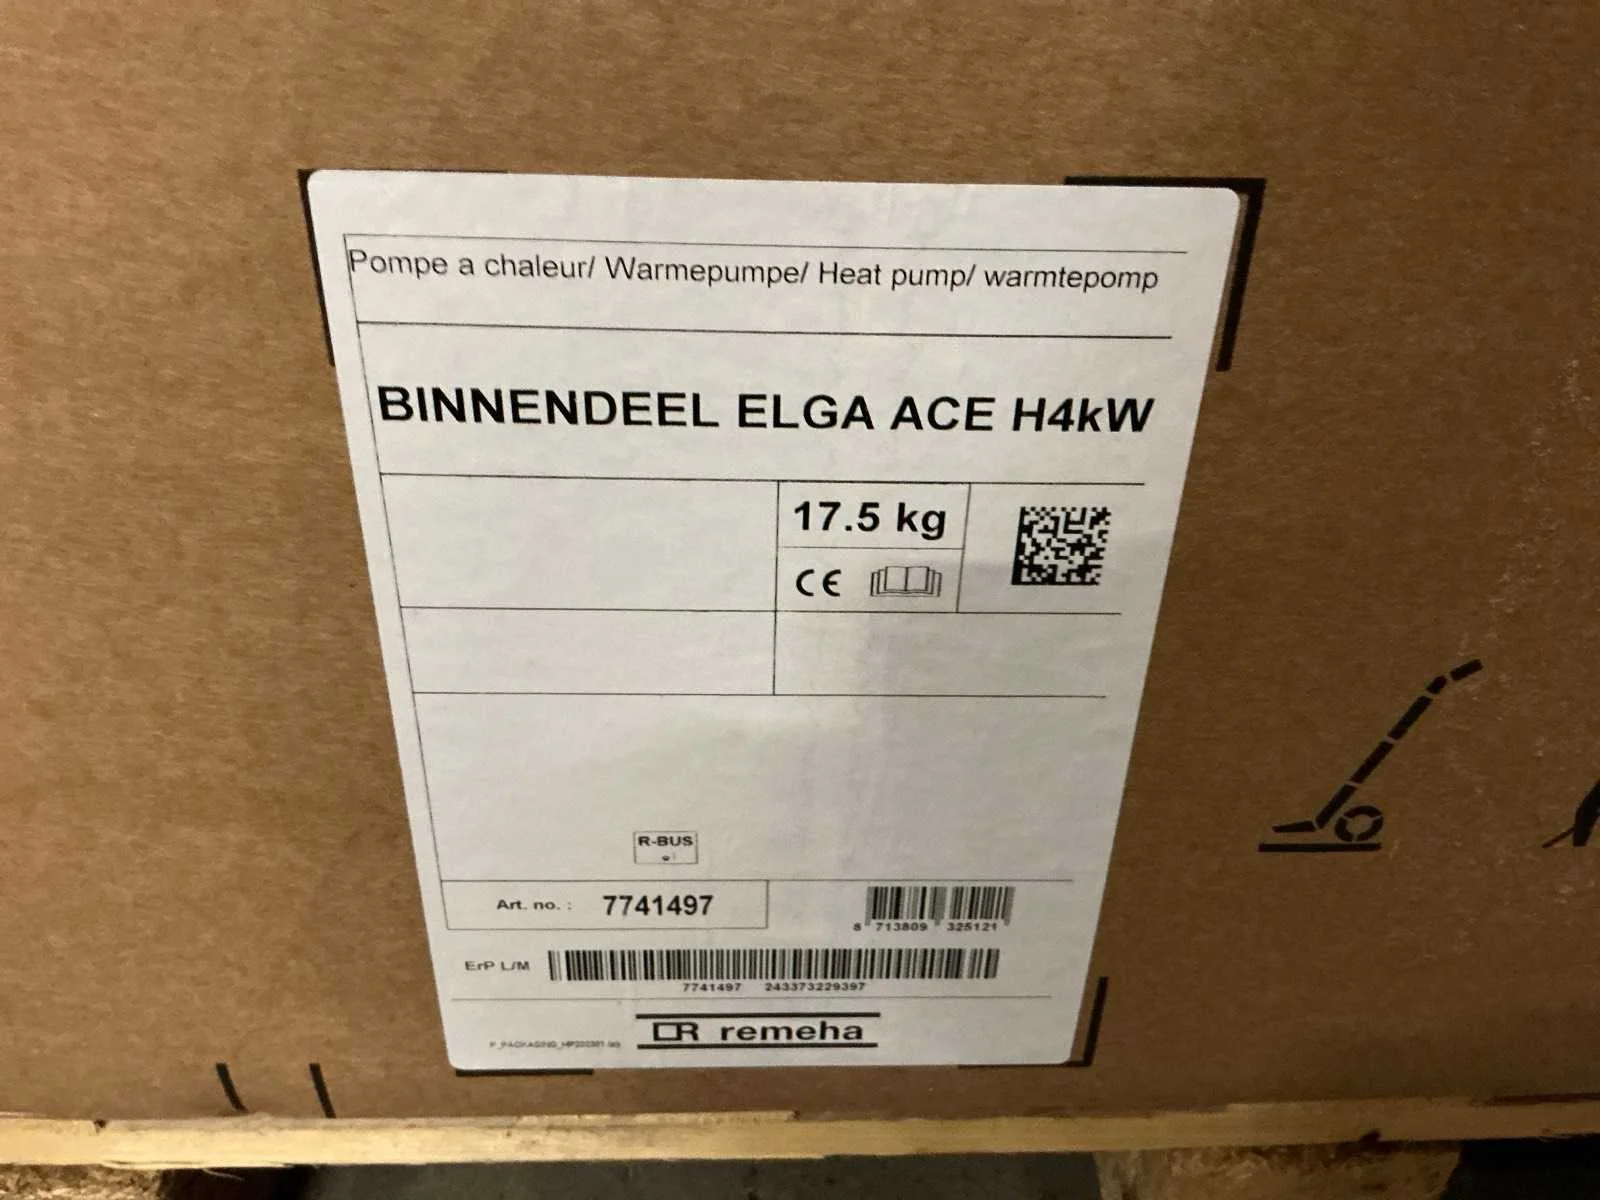 Pompe a chaleur/ Warmepumpe/ Heat pump/ warmtepomp
BINNENDEEL ELGA ACE H4kW
17.5 kg
CE
R-BUS
Art. no. : 7741497
8 713809 325121
ErP L/M
7741497 243373229397
remeha